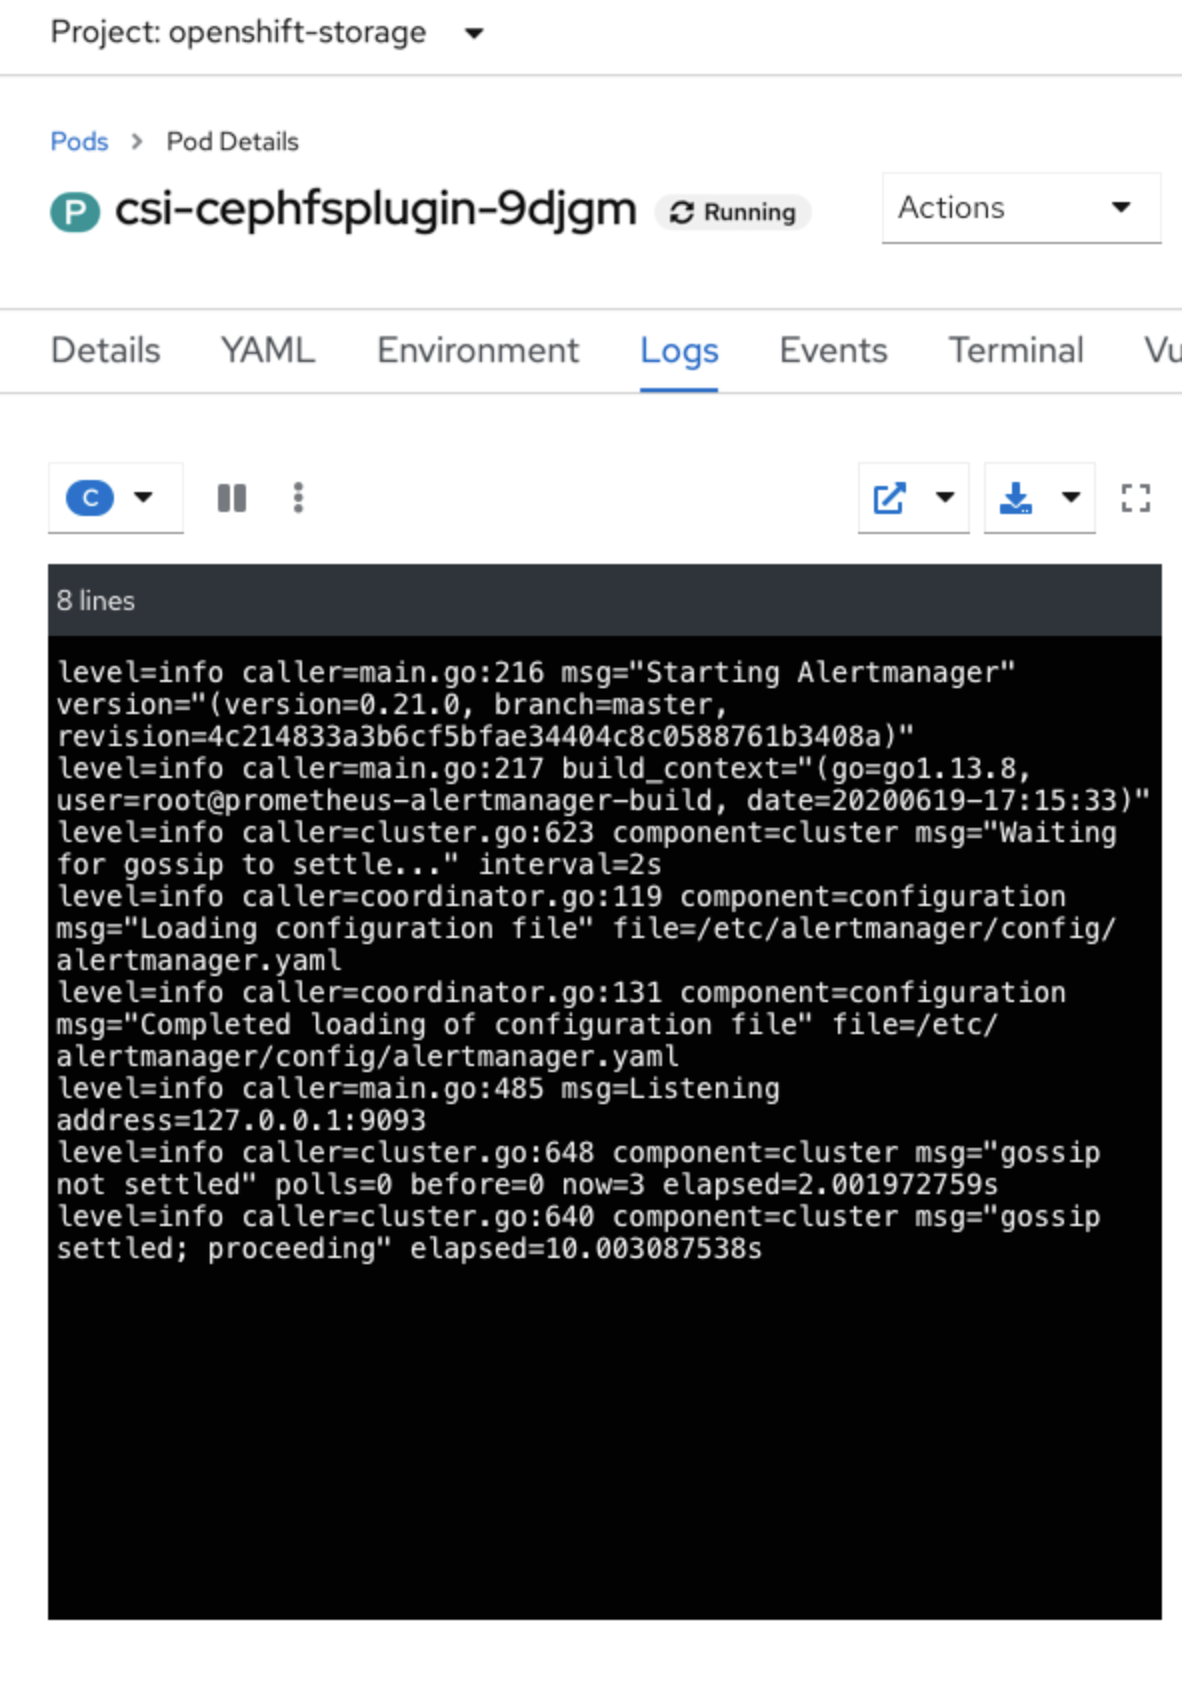 Project: openshift-storage
Pods > Pod Details
P csi-cephfsplugin-9djgm Running Actions
Details YAML Environment Logs Events Terminal Vu
C
8 lines
level=info caller=main.go:216 msg="Starting Alertmanager"
version="(version=0.21.0, branch=master,
revision=4c214833a3b6cf5bfae34404c8c0588761b3408a)"
level=info caller=main.go:217 build_context="(go=go1.13.8,
user=root@prometheus-alertmanager-build, date=20200619-17:15:33)"
level=info caller=cluster.go:623 component=cluster msg="Waiting
for gossip to settle..." interval=2s
level=info caller=coordinator.go:119 component=configuration
msg="Loading configuration file" file=/etc/alertmanager/config/
alertmanager.yaml
level=info caller=coordinator.go:131 component=configuration
msg="Completed loading of configuration file" file=/etc/
alertmanager/config/alertmanager.yaml
level=info caller=main.go:485 msg=Listening
address=127.0.0.1:9093
level=info caller=cluster.go:648 component=cluster msg="gossip
not settled" polls=0 before=0 now=3 elapsed=2.001972759s
level=info caller=cluster.go:640 component=cluster msg="gossip
settled; proceeding" elapsed=10.003087538s